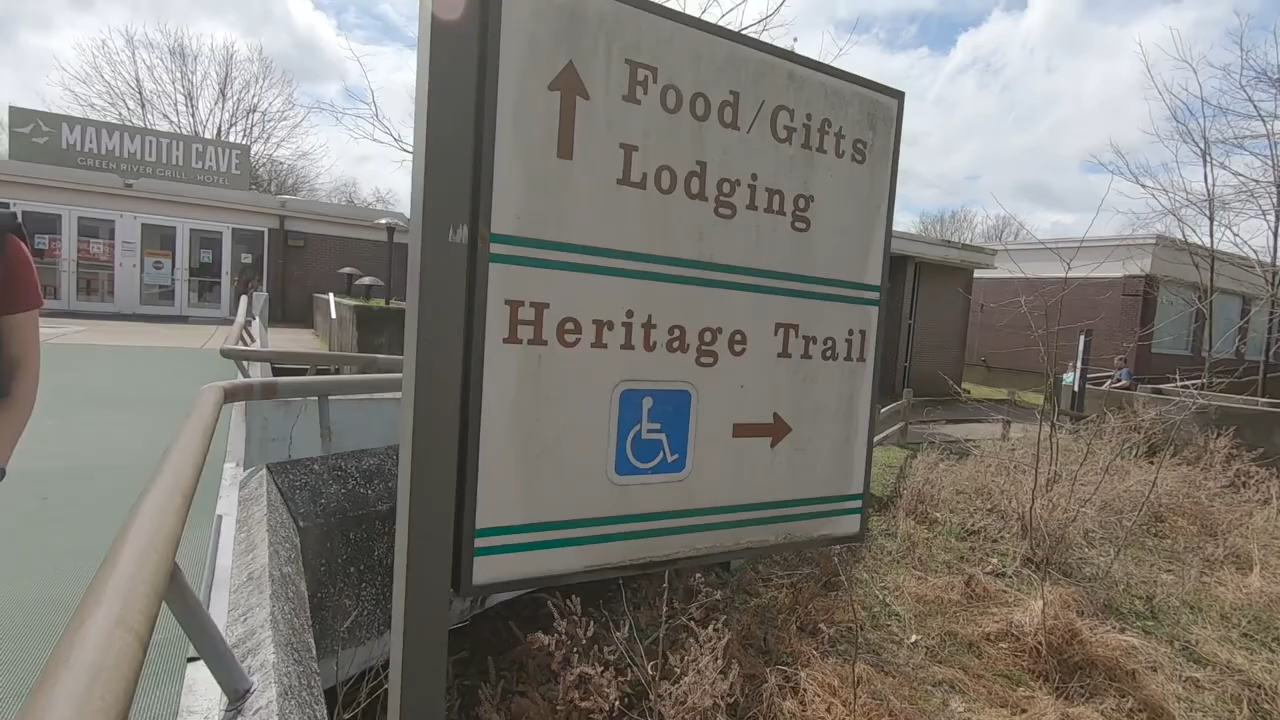 MAMMOTH CAVE
GREEN RIVER GRILL · HOTEL
Food/Gifts
Lodging
Heritage Trail